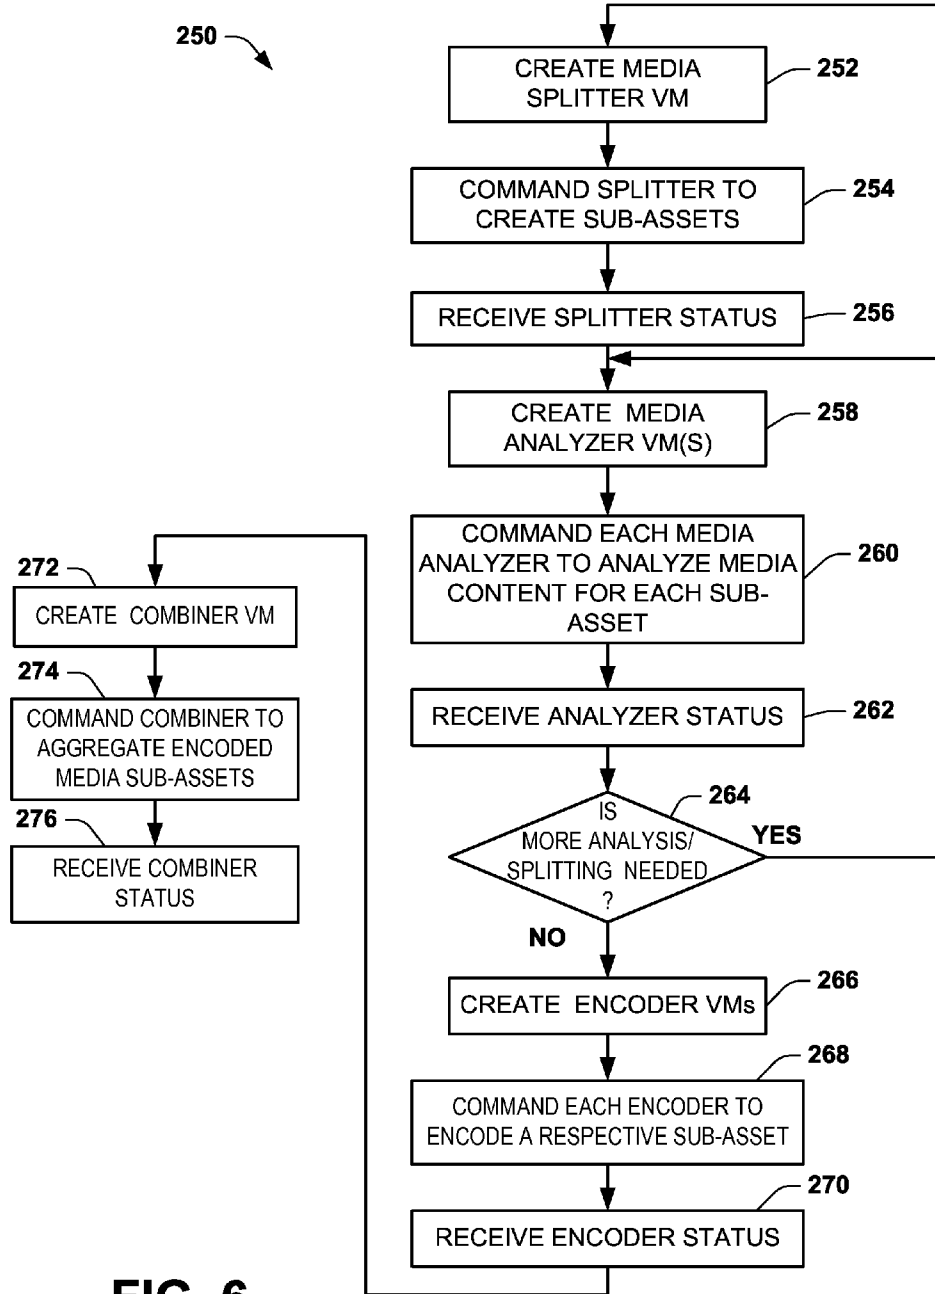 250
CREATE MEDIA
SPLITTER VM
252
COMMAND SPLITTER TO
CREATE SUB-ASSETS
254
RECEIVE SPLITTER STATUS
256
CREATE MEDIA
ANALYZER VM(S)
258
COMMAND EACH MEDIA
ANALYZER TO ANALYZE MEDIA
CONTENT FOR EACH SUB-
ASSET
260
RECEIVE ANALYZER STATUS
262
IS
MORE ANALYSIS/
SPLITTING NEEDED
?
264
YES
NO
CREATE ENCODER VMs
266
COMMAND EACH ENCODER TO
ENCODE A RESPECTIVE SUB-ASSET
268
RECEIVE ENCODER STATUS
270
272
CREATE COMBINER VM
274
COMMAND COMBINER TO
AGGREGATE ENCODED
MEDIA SUB-ASSETS
276
RECEIVE COMBINER
STATUS
FIG. 6